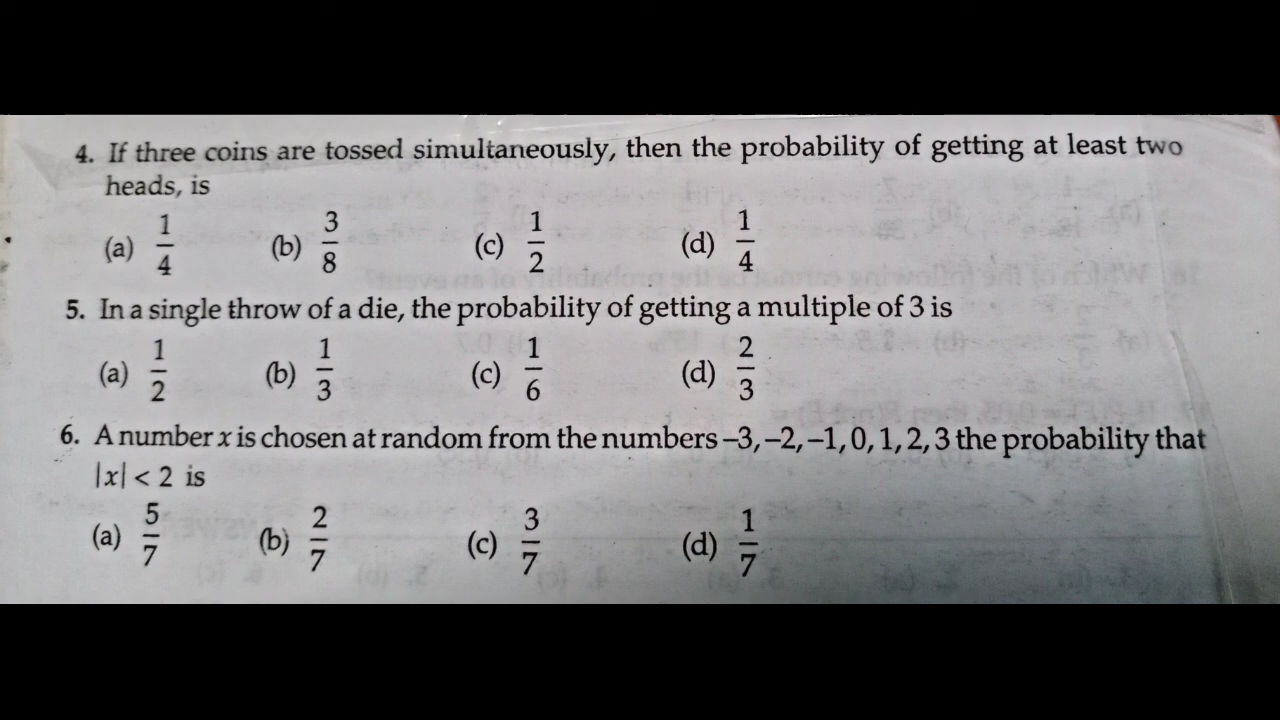 4. If three coins are tossed simultaneously, then the probability of getting at least two
heads, is
(a) 1/4 (b) 3/8 (c) 1/2 (d) 1/4
5. In a single throw of a die, the probability of getting a multiple of 3 is
(a) 1/2 (b) 1/3 (c) 1/6 (d) 2/3
6. A number x is chosen at random from the numbers –3, –2, –1, 0, 1, 2, 3 the probability that
|x| < 2 is
(a) 5/7 (b) 2/7 (c) 3/7 (d) 1/7